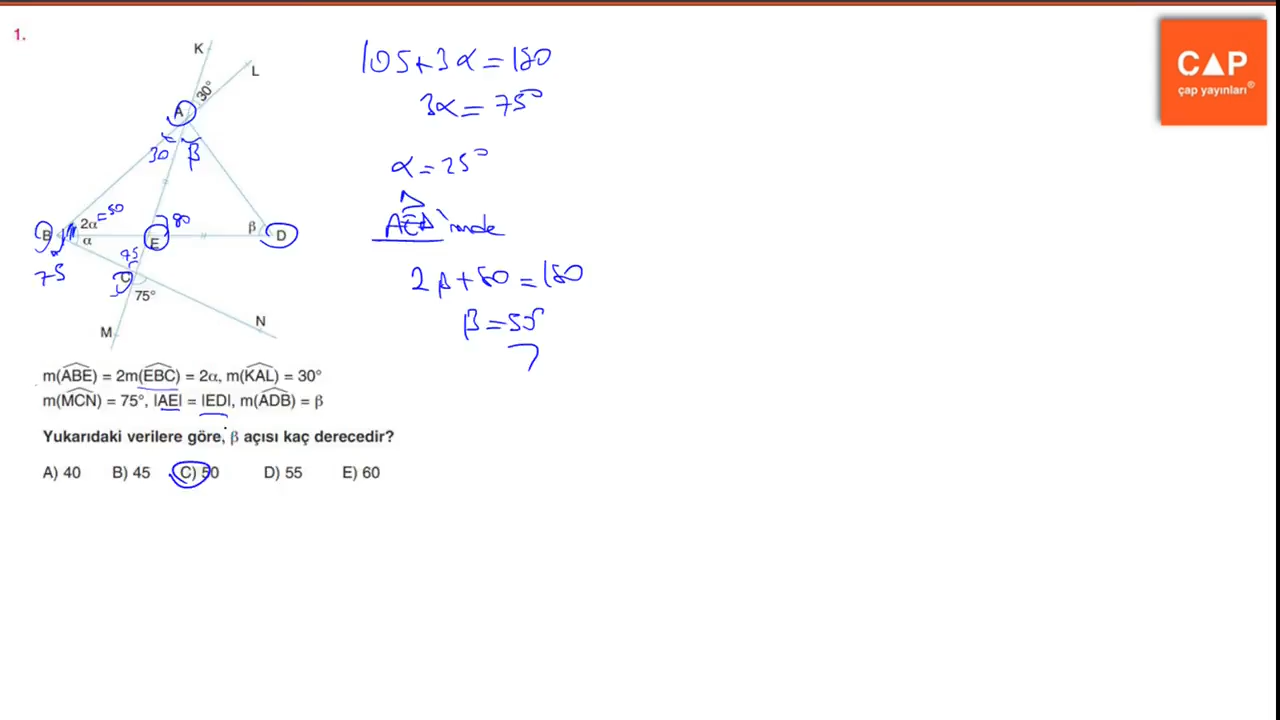 1.
CAP
çap yayınları®
K
L
30°
A
30 β
2α =50
80
β
B
α
E
D
75
75
C
75°
N
M
105+3α=180
3α=75°
α=25°
AED'inde
2β+80=180
β=50°
m(ABE) = 2m(EBC) = 2α, m(KAL) = 30°
m(MCN) = 75°, |AE| = |ED|, m(ADB) = β
Yukarıdaki verilere göre, β açısı kaç derecedir?
A) 40 B) 45 C) 50 D) 55 E) 60